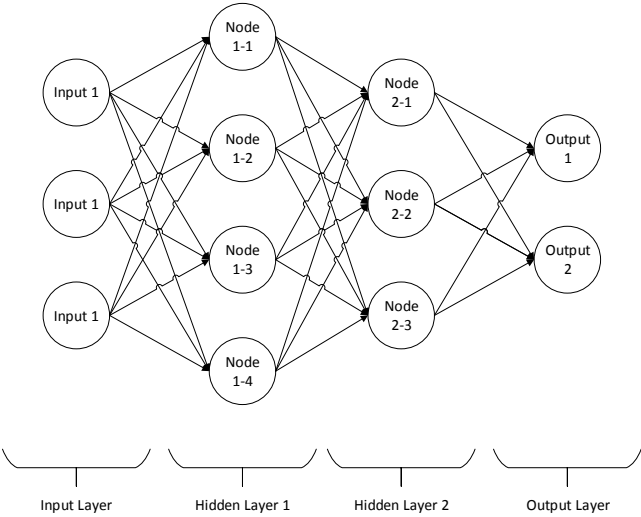 Input 1
Input 1
Input 1
Node
1-1
Node
1-2
Node
1-3
Node
1-4
Node
2-1
Node
2-2
Node
2-3
Output
1
Output
2
Input Layer
Hidden Layer 1
Hidden Layer 2
Output Layer